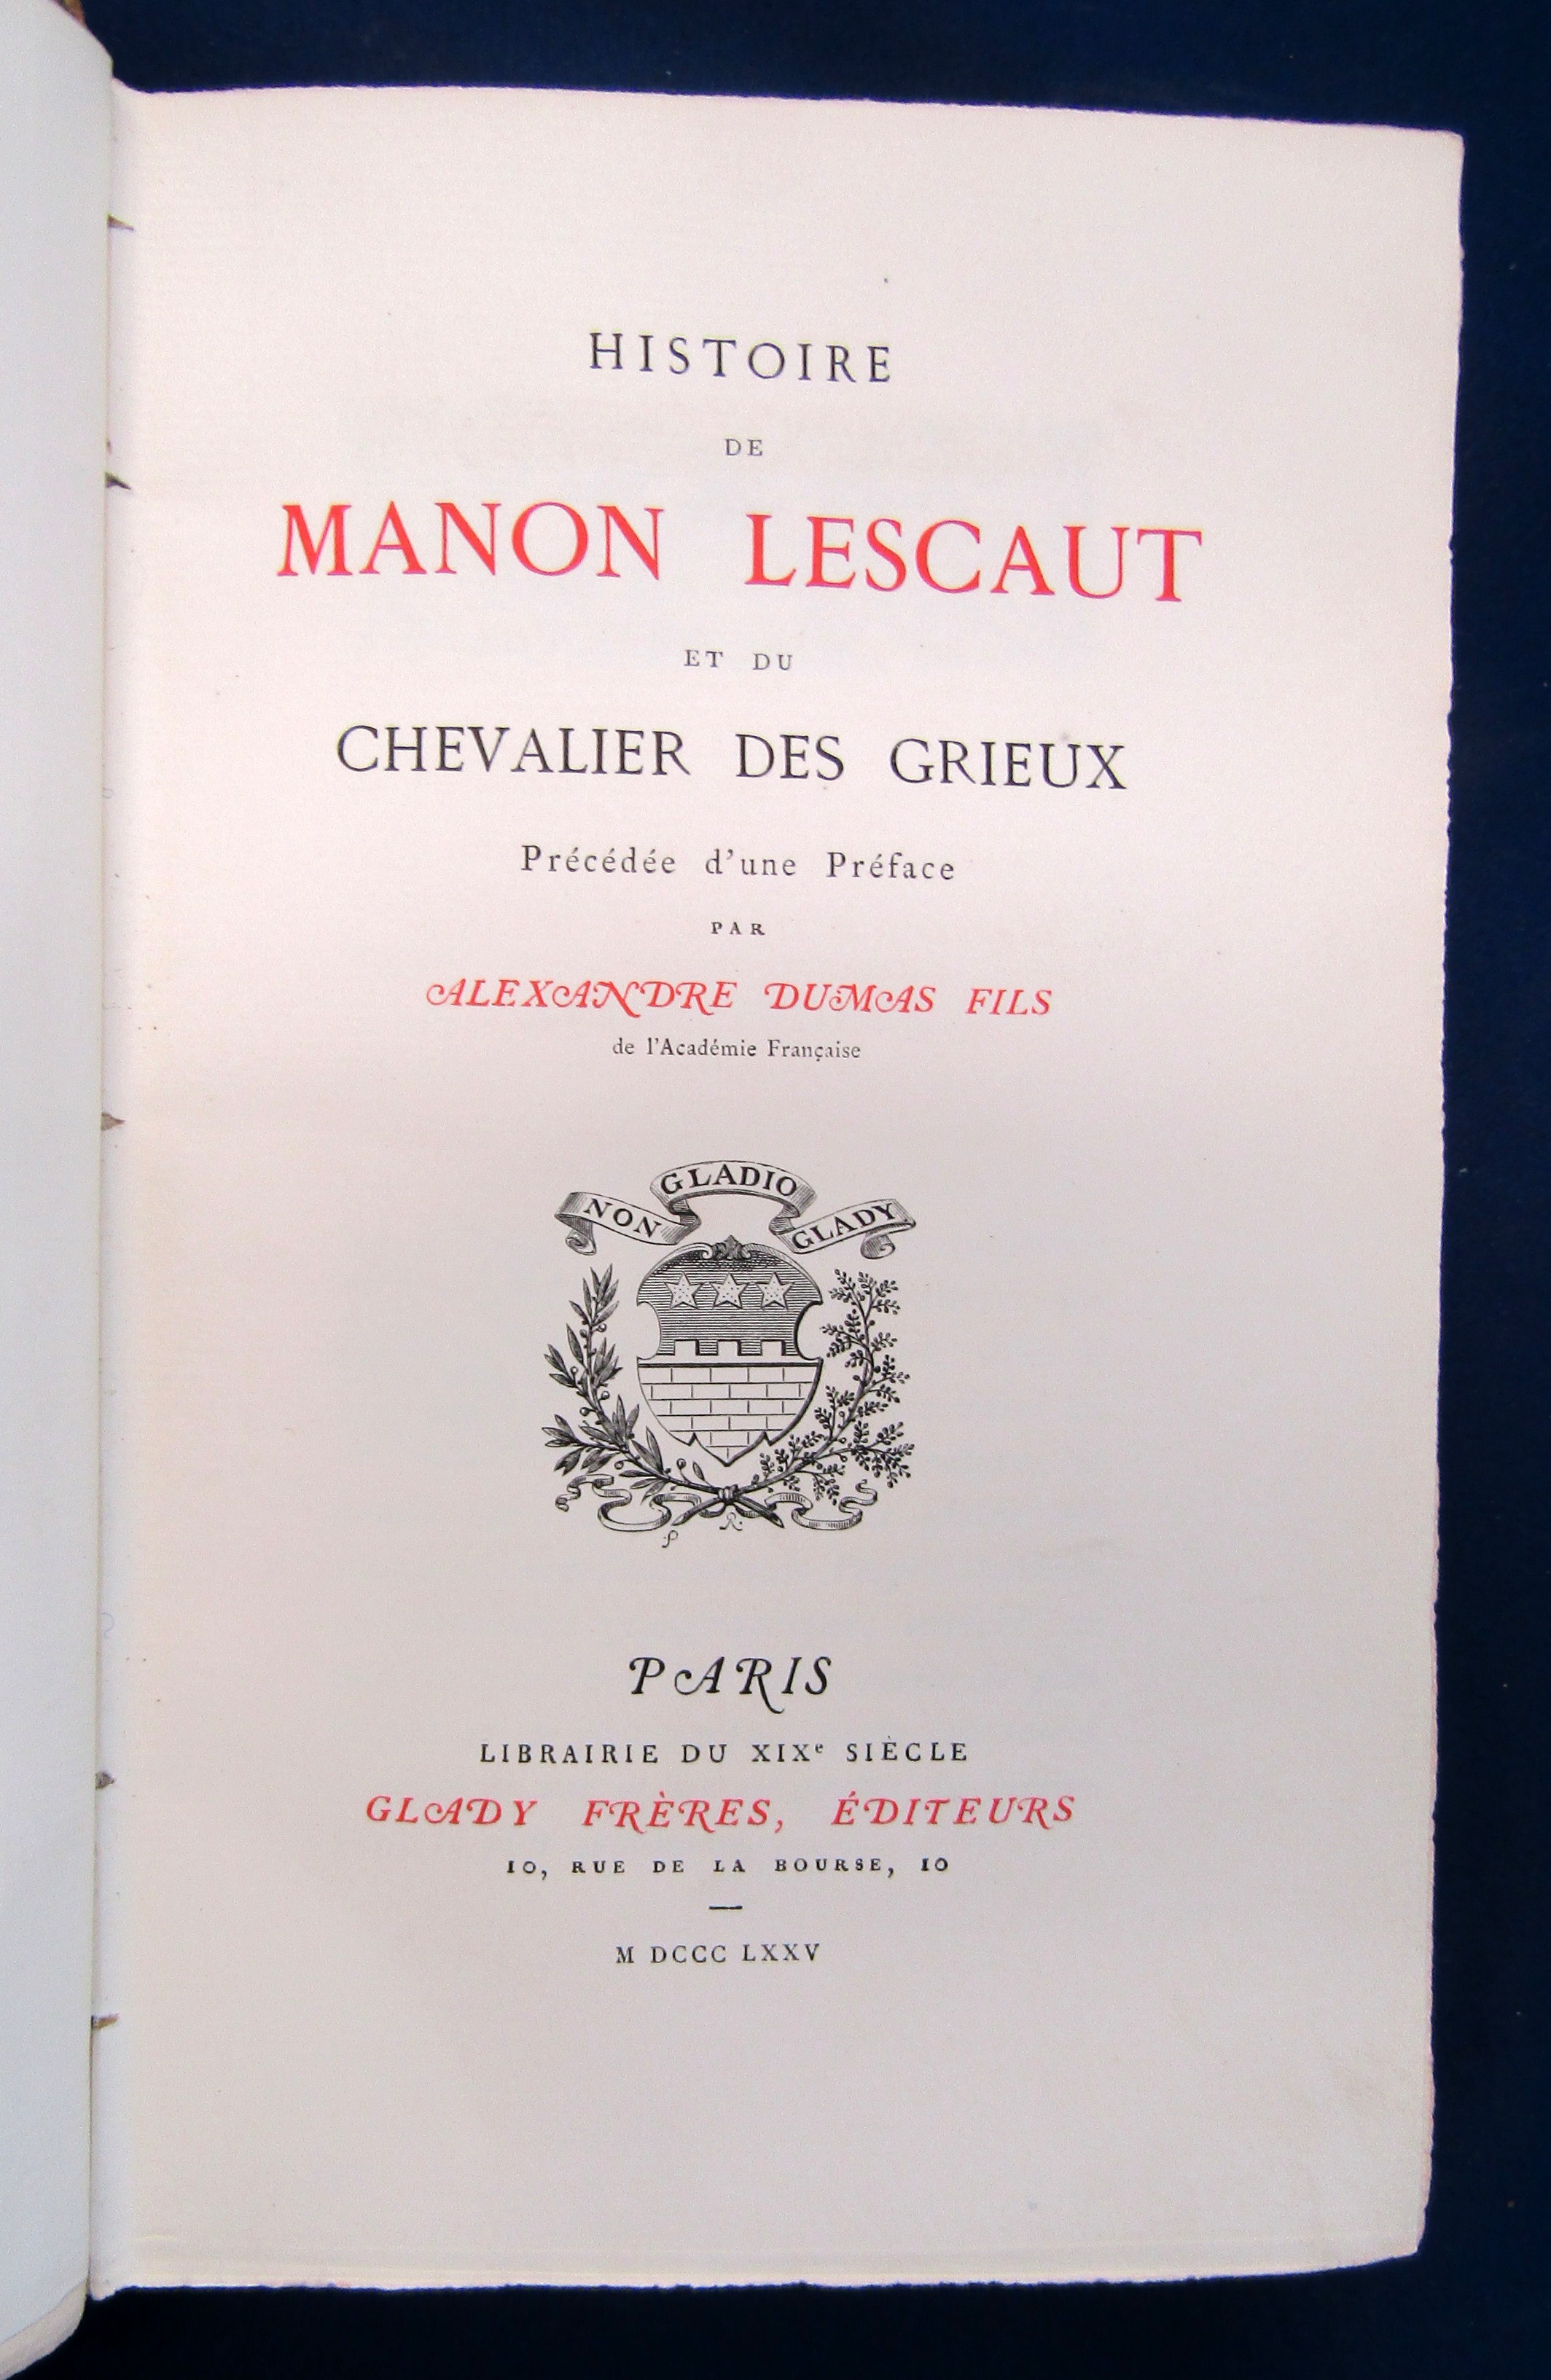 HISTOIRE
DE
MANON LESCAUT
ET DU
CHEVALIER DES GRIEUX
Précédée d'une Préface
PAR
ALEXANDRE DUMAS FILS
de l'Académie Française
NON GLADIO GLADY
PARIS
LIBRAIRIE DU XIXe SIÈCLE
GLADY FRÈRES, ÉDITEURS
10, RUE DE LA BOURSE, 10
M DCCC LXXV